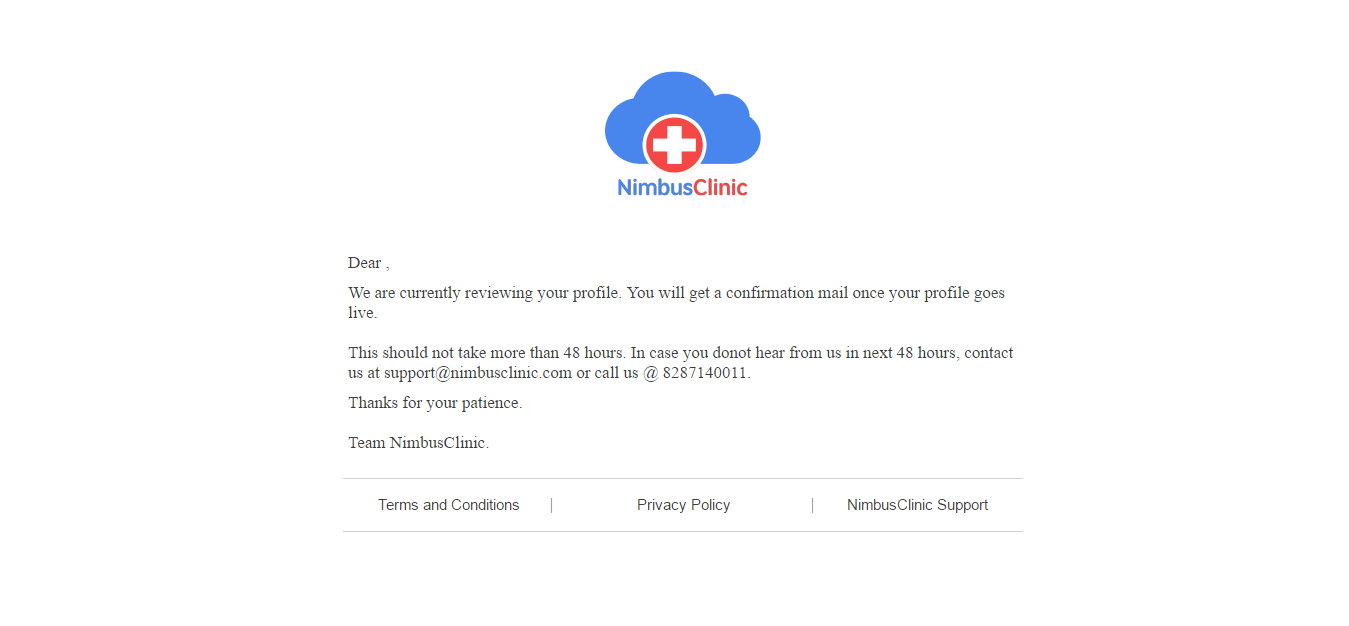 NimbusClinic
Dear ,
We are currently reviewing your profile. You will get a confirmation mail once your profile goes
live.
This should not take more than 48 hours. In case you donot hear from us in next 48 hours, contact
us at support@nimbusclinic.com or call us @ 8287140011.
Thanks for your patience.
Team NimbusClinic.
Terms and Conditions | Privacy Policy | NimbusClinic Support